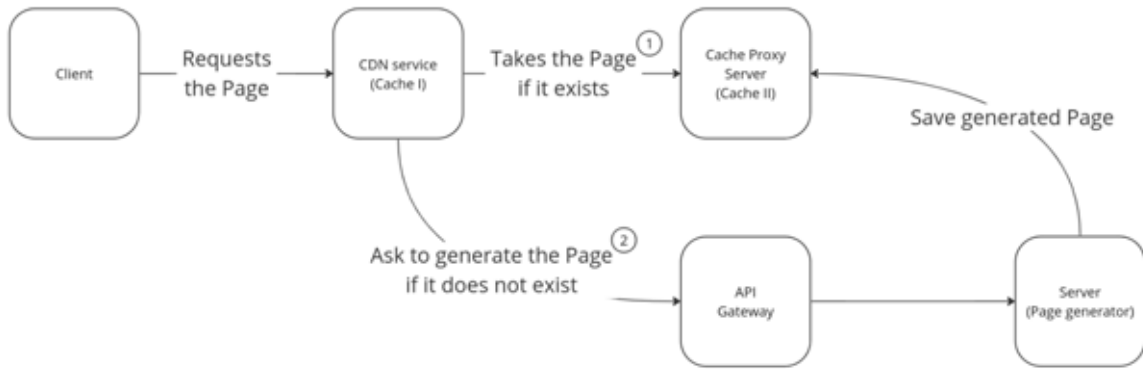 Client
Requests
the Page
CDN service
(Cache I)
Takes the Page
if it exists
1
Cache Proxy
Server
(Cache II)
Save generated Page
Ask to generate the Page
if it does not exist
2
API
Gateway
Server
(Page generator)